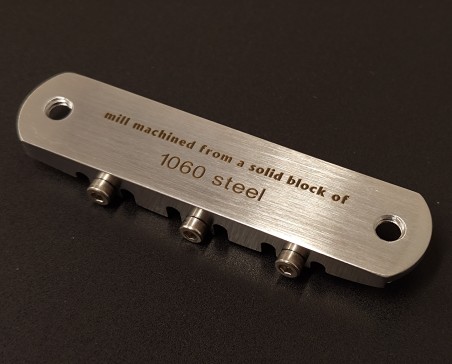 mill machined from a solid block of
1060 steel